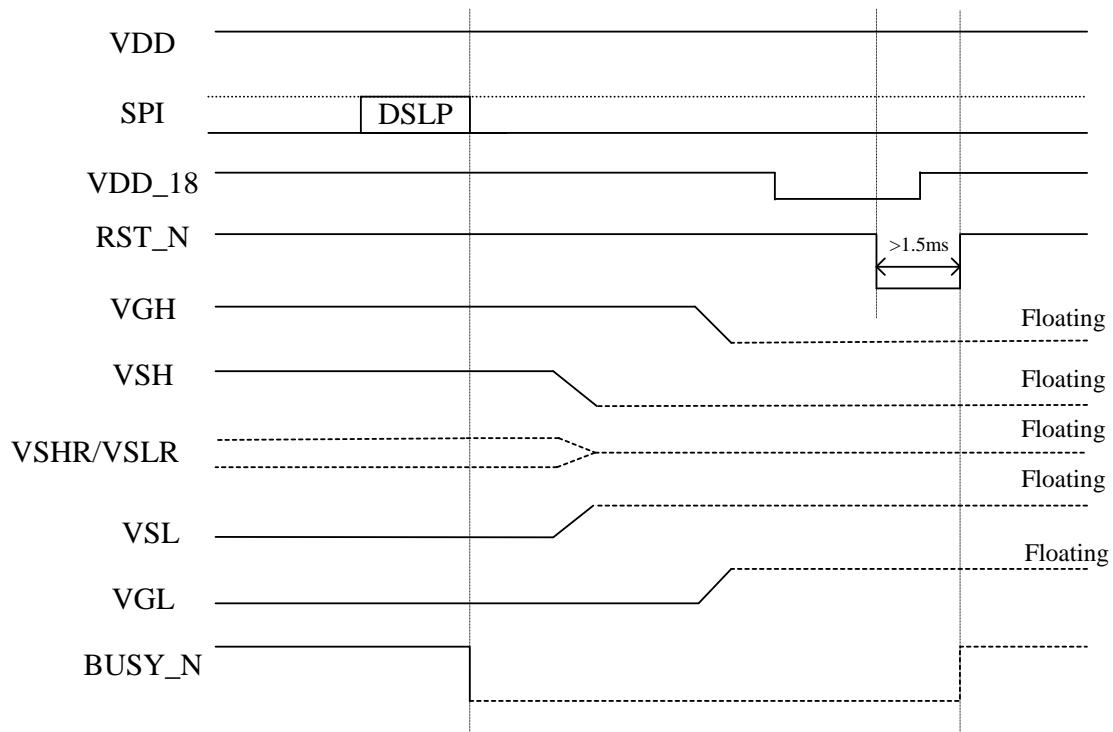 VDD
SPI
DSLP
VDD_18
RST_N
>1.5ms
VGH
Floating
VSH
Floating
VSHR/VSLR
Floating
VSL
Floating
VGL
Floating
BUSY_N